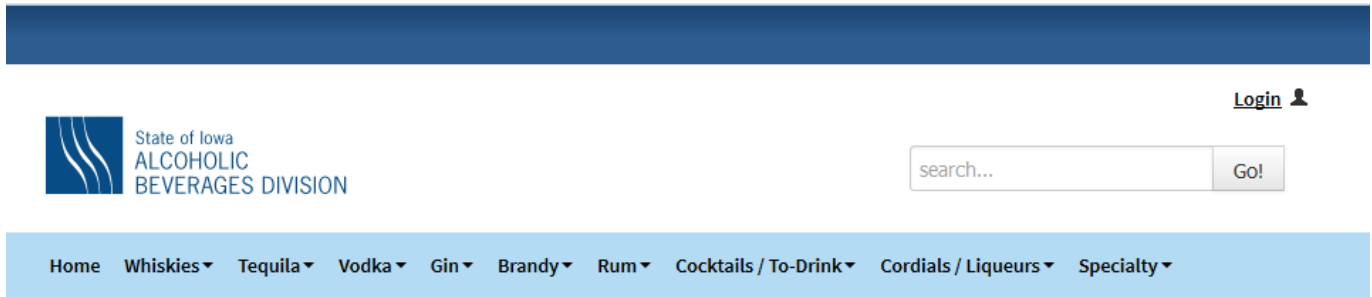 Login
State of Iowa
ALCOHOLIC
BEVERAGES DIVISION
search... Go!
Home Whiskies Tequila Vodka Gin Brandy Rum Cocktails / To-Drink Cordials / Liqueurs Specialty